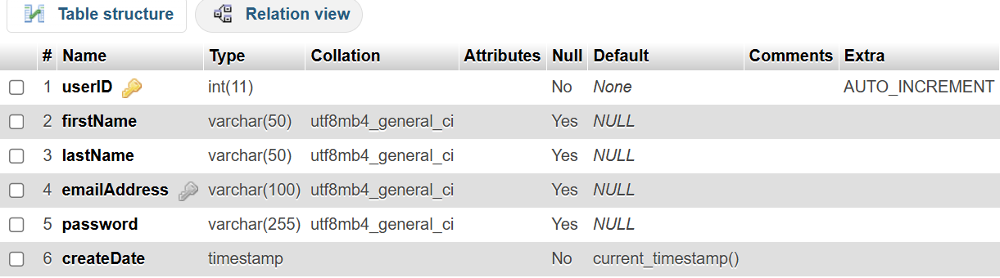 Table structure Relation view
# Name Type Collation Attributes Null Default Comments Extra
1 userID int(11) No None AUTO_INCREMENT
2 firstName varchar(50) utf8mb4_general_ci Yes NULL
3 lastName varchar(50) utf8mb4_general_ci Yes NULL
4 emailAddress varchar(100) utf8mb4_general_ci Yes NULL
5 password varchar(255) utf8mb4_general_ci Yes NULL
6 createDate timestamp No current_timestamp()